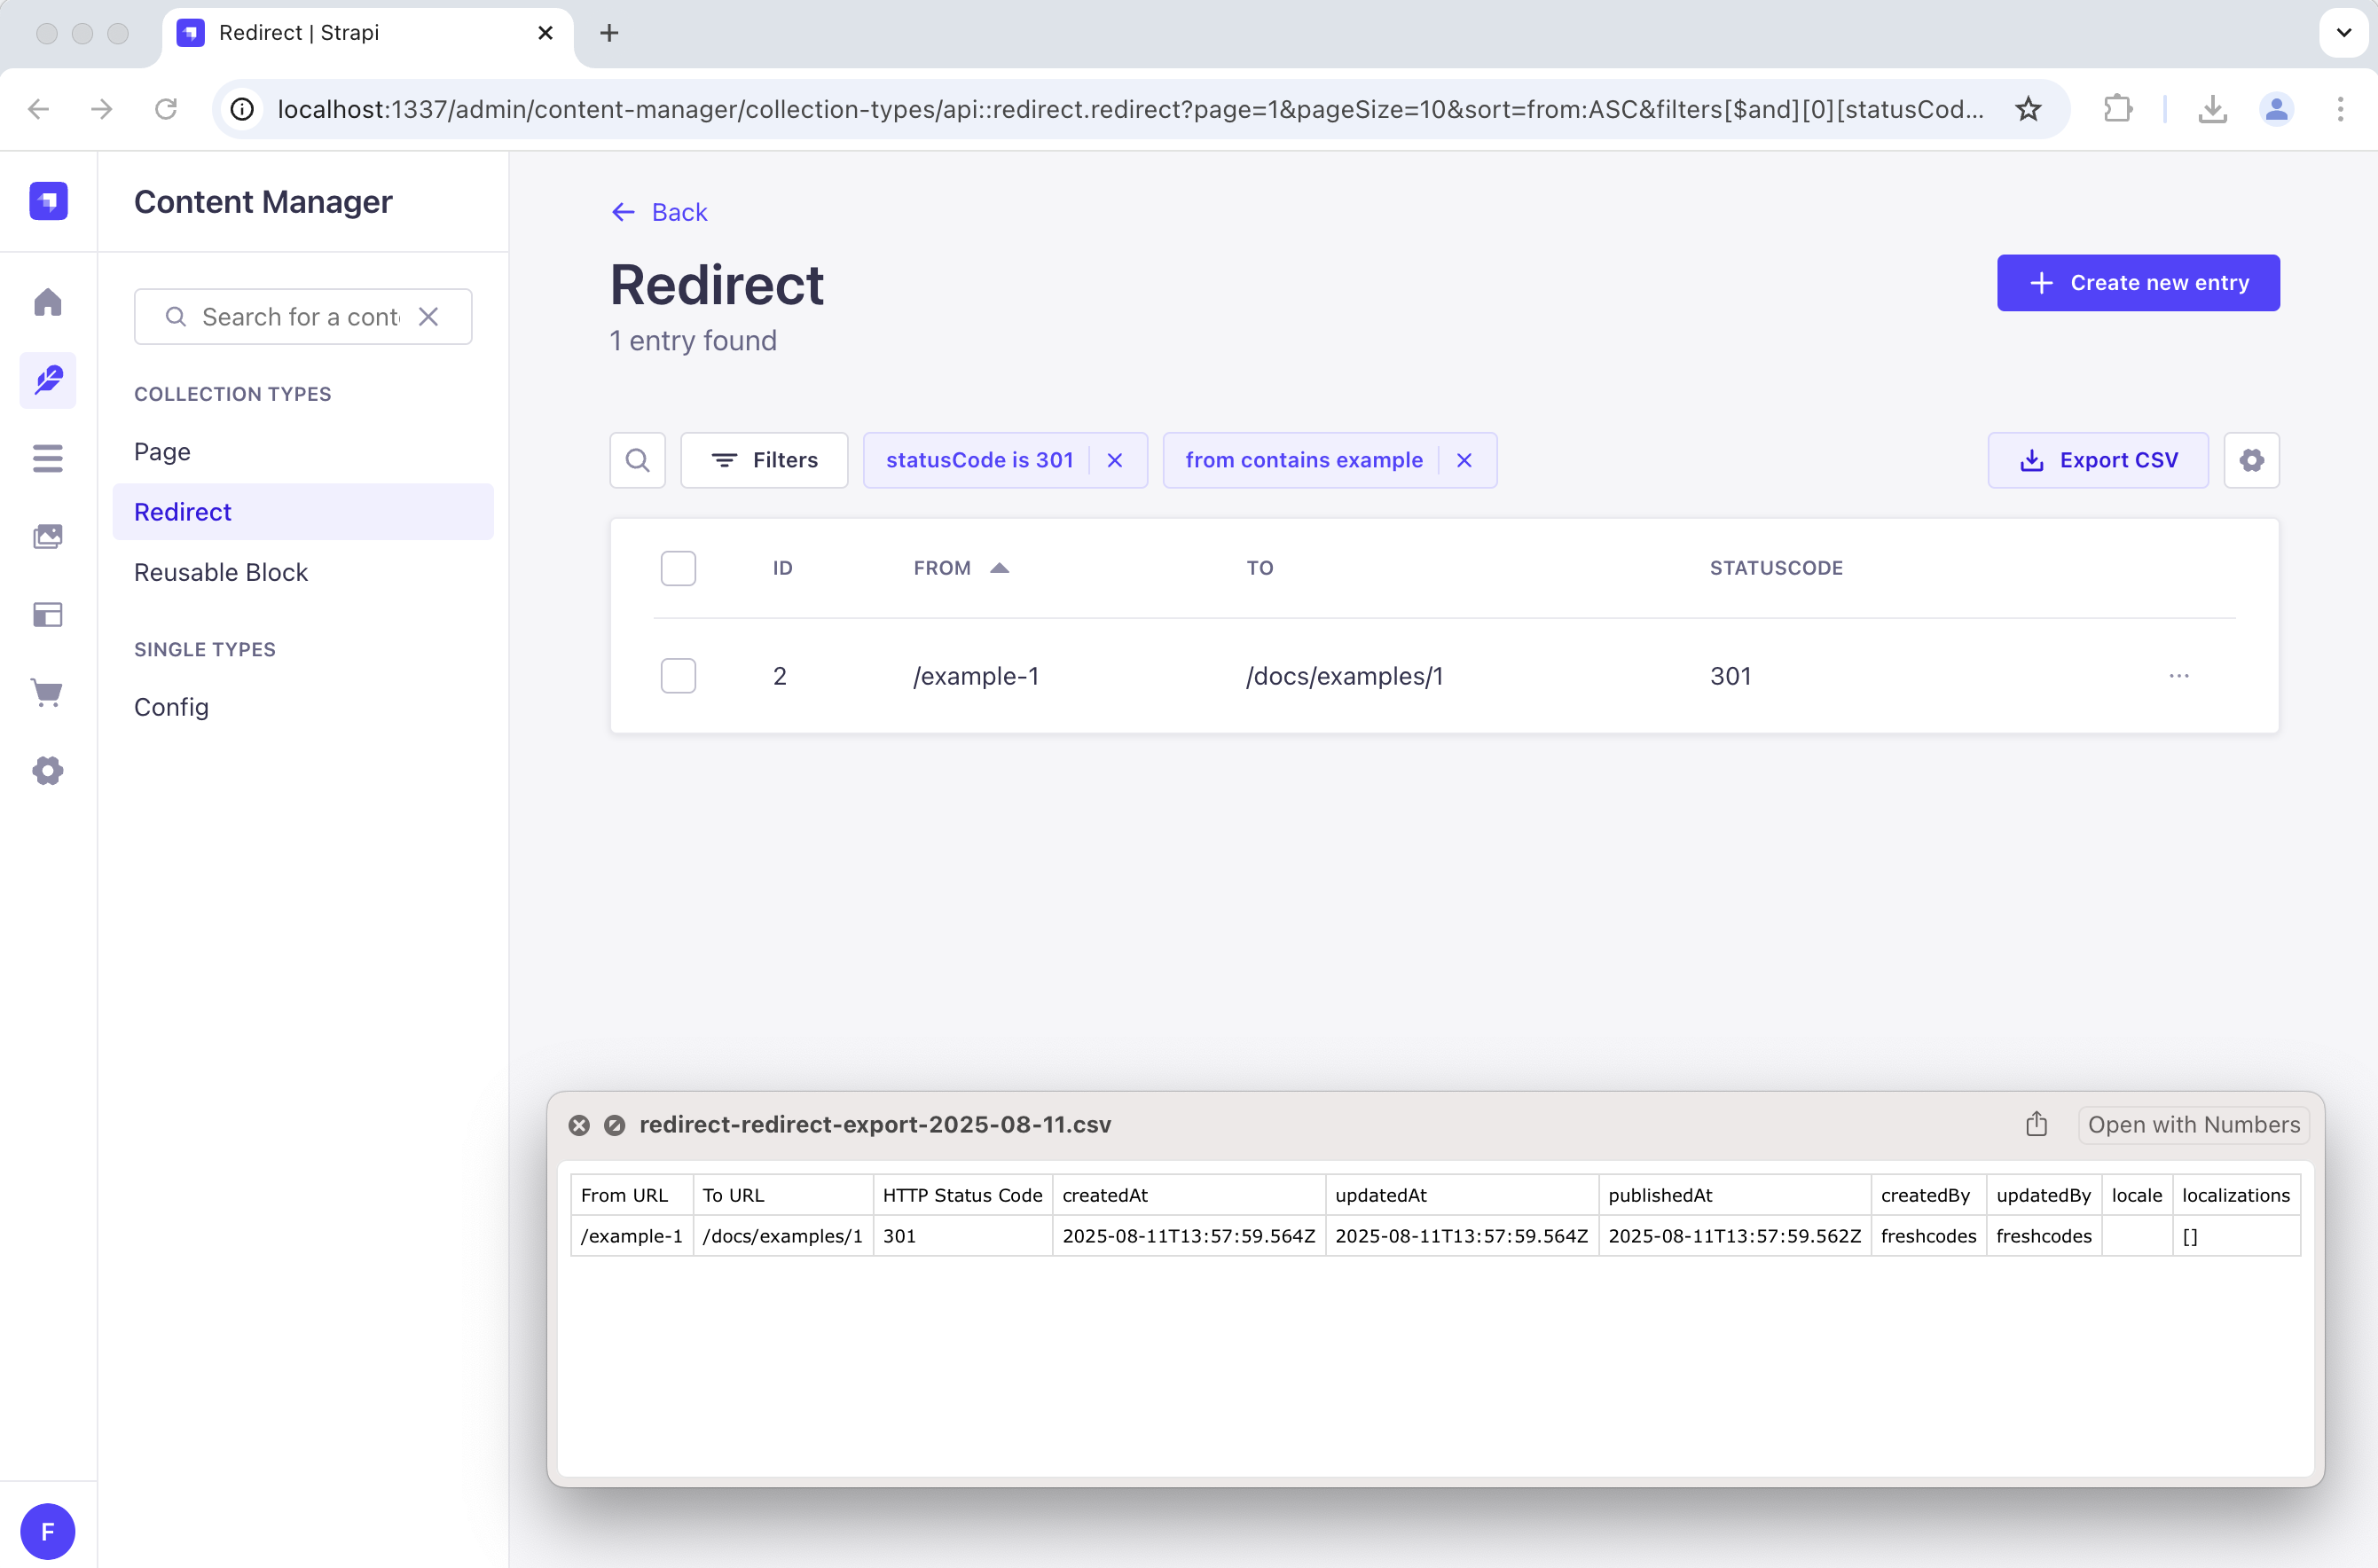 Redirect | Strapi
localhost:1337/admin/content-manager/collection-types/api::redirect.redirect?page=1&pageSize=10&sort=from:ASC&filters[$and][0][statusCod...
Content Manager
Search for a cont
COLLECTION TYPES
Page
Redirect
Reusable Block
SINGLE TYPES
Config
F
Back
Redirect
1 entry found
Create new entry
Filters
statusCode is 301
from contains example
Export CSV
ID FROM TO STATUSCODE
2 /example-1 /docs/examples/1 301
redirect-redirect-export-2025-08-11.csv
Open with Numbers
From URL To URL HTTP Status Code createdAt updatedAt publishedAt createdBy updatedBy locale localizations
/example-1 /docs/examples/1 301 2025-08-11T13:57:59.564Z 2025-08-11T13:57:59.564Z 2025-08-11T13:57:59.562Z freshcodes freshcodes []